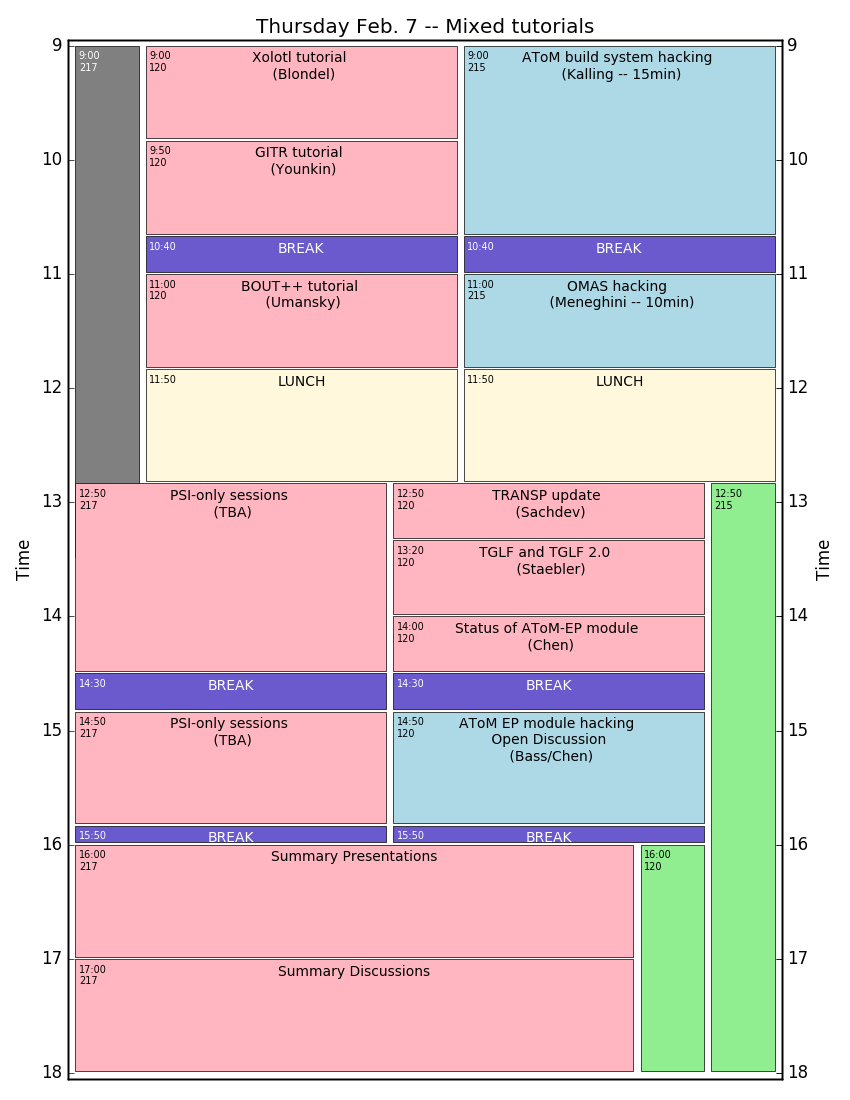 Thursday Feb. 7 -- Mixed tutorials
9
9
9:00
217
9:00
120
Xolotl tutorial
(Blondel)
9:00
215
AToM build system hacking
(Kalling -- 15min)
9:50
120
GITR tutorial
(Younkin)
10
10
10:40
BREAK
10:40
BREAK
11
11
11:00
120
BOUT++ tutorial
(Umansky)
11:00
215
OMAS hacking
(Meneghini -- 10min)
11:50
LUNCH
11:50
LUNCH
12
12
12:50
217
PSI-only sessions
(TBA)
12:50
120
TRANSP update
(Sachdev)
12:50
215
13
13
13:20
120
TGLF and TGLF 2.0
(Staebler)
Time
Time
14
14
14:00
120
Status of AToM-EP module
(Chen)
14:30
BREAK
14:30
BREAK
14:50
217
PSI-only sessions
(TBA)
14:50
120
AToM EP module hacking
Open Discussion
(Bass/Chen)
15
15
15:50
BREAK
15:50
BREAK
16
16
16:00
217
Summary Presentations
16:00
120
17
17
17:00
217
Summary Discussions
18
18